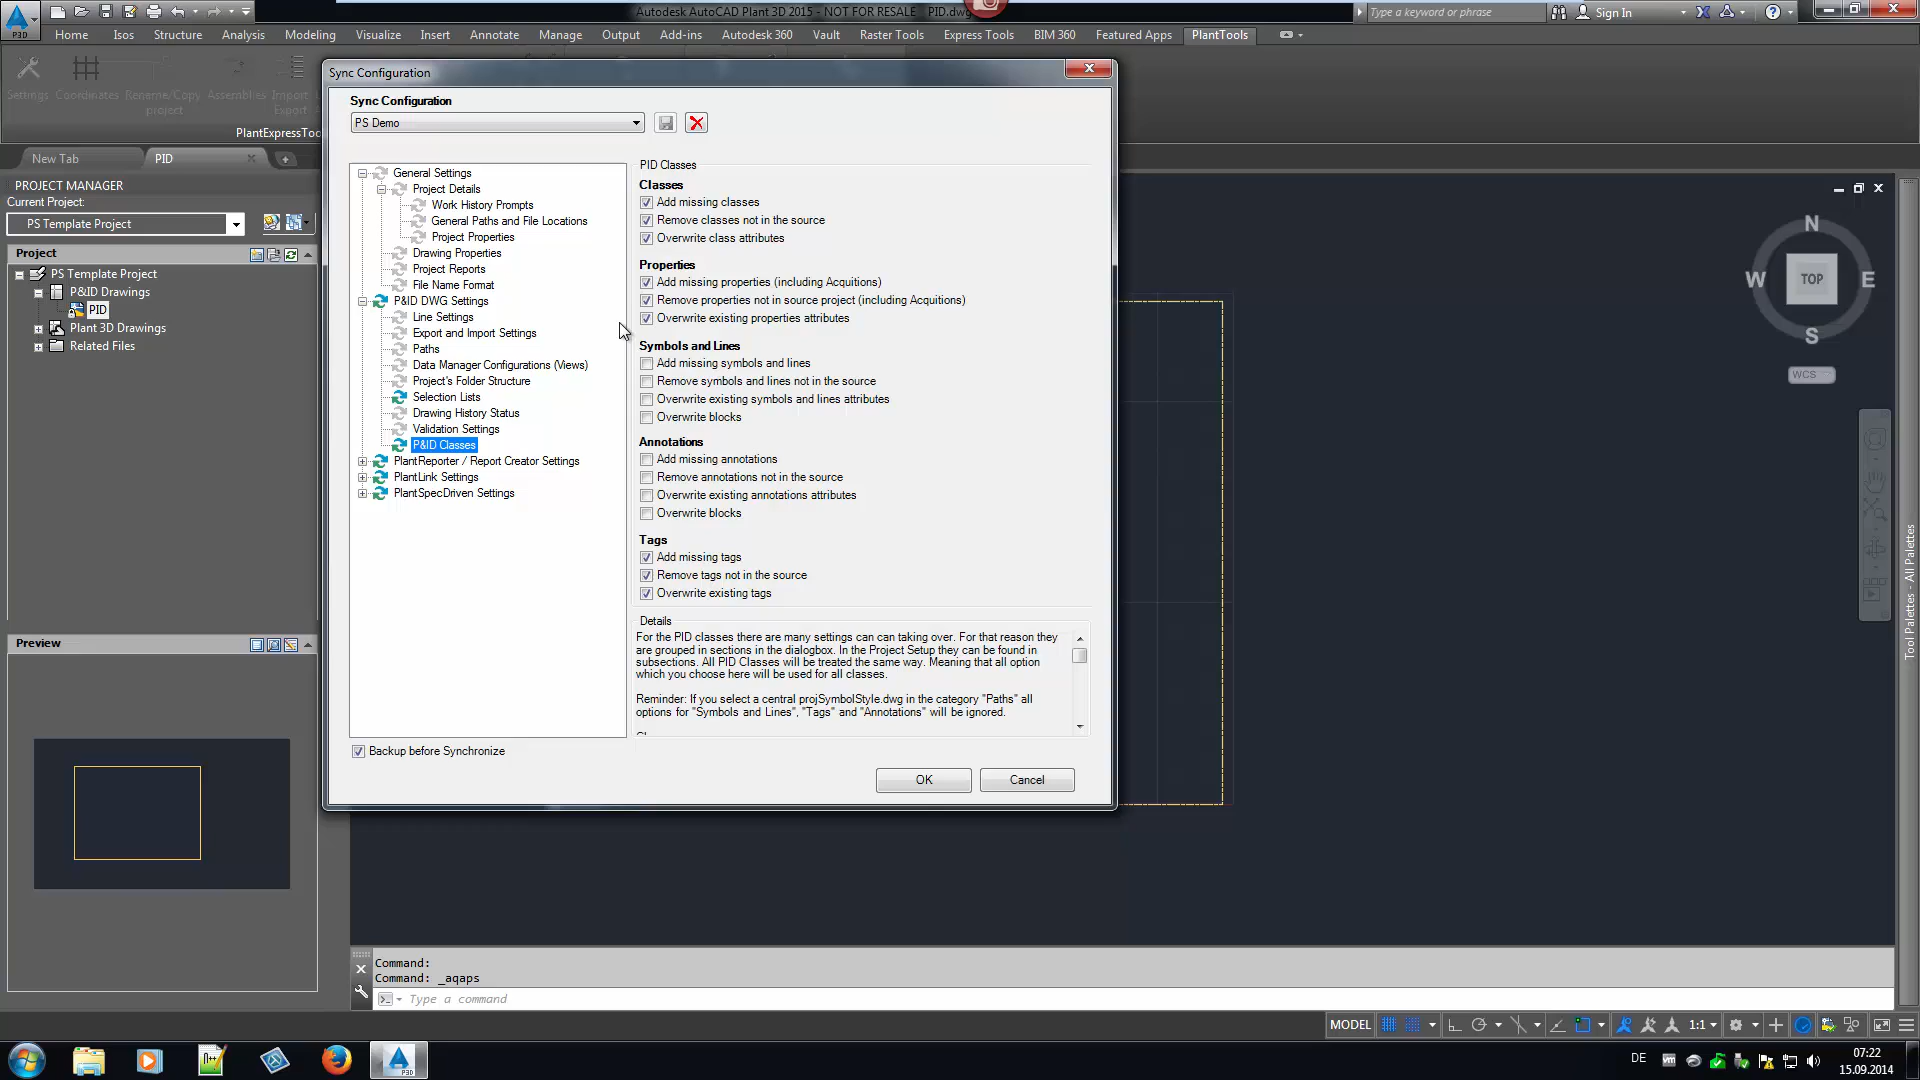 Autodesk AutoCAD Plant 3D 2015 - NOT FOR RESALE PID.dwg
Type a keyword or phrase
Sign In
P3D
Home Isos Structure Analysis Modeling Visualize Insert Annotate Manage Output Add-ins Autodesk 360 Vault Raster Tools Express Tools BIM 360 Featured Apps PlantTools
Settings Coordinates Rename/Copy project Assemblies Import Export
PlantExpressToo
New Tab
PID
PROJECT MANAGER
Current Project:
PS Template Project
Project
PS Template Project
P&ID Drawings
PID
Plant 3D Drawings
Related Files
Preview
Sync Configuration
Sync Configuration
PS Demo
General Settings
Project Details
Work History Prompts
General Paths and File Locations
Project Properties
Drawing Properties
Project Reports
File Name Format
P&ID DWG Settings
Line Settings
Export and Import Settings
Paths
Data Manager Configurations (Views)
Project's Folder Structure
Selection Lists
Drawing History Status
Validation Settings
P&ID Classes
PlantReporter / Report Creator Settings
PlantLink Settings
PlantSpecDriven Settings
Backup before Synchronize
PID Classes
Classes
Add missing classes
Remove classes not in the source
Overwrite class attributes
Properties
Add missing properties (including Acquitions)
Remove properties not in source project (including Acquitions)
Overwrite existing properties attributes
Symbols and Lines
Add missing symbols and lines
Remove symbols and lines not in the source
Overwrite existing symbols and lines attributes
Overwrite blocks
Annotations
Add missing annotations
Remove annotations not in the source
Overwrite existing annotations attributes
Overwrite blocks
Tags
Add missing tags
Remove tags not in the source
Overwrite existing tags
Details
For the PID classes there are many settings can can taking over. For that reason they
are grouped in sections in the dialogbox. In the Project Setup they can be found in
subsections. All PID Classes will be treated the same way. Meaning that all option
which you choose here will be used for all classes.
Reminder: If you select a central projSymbolStyle.dwg in the category "Paths" all
options for "Symbols and Lines", "Tags" and "Annotations" will be ignored.
OK
Cancel
N
W TOP E
S
WCS
Tool Palettes - All Palettes
Command:
Command: _aqaps
Type a command
MODEL
1:1
P3D
DE
07:22
15.09.2014